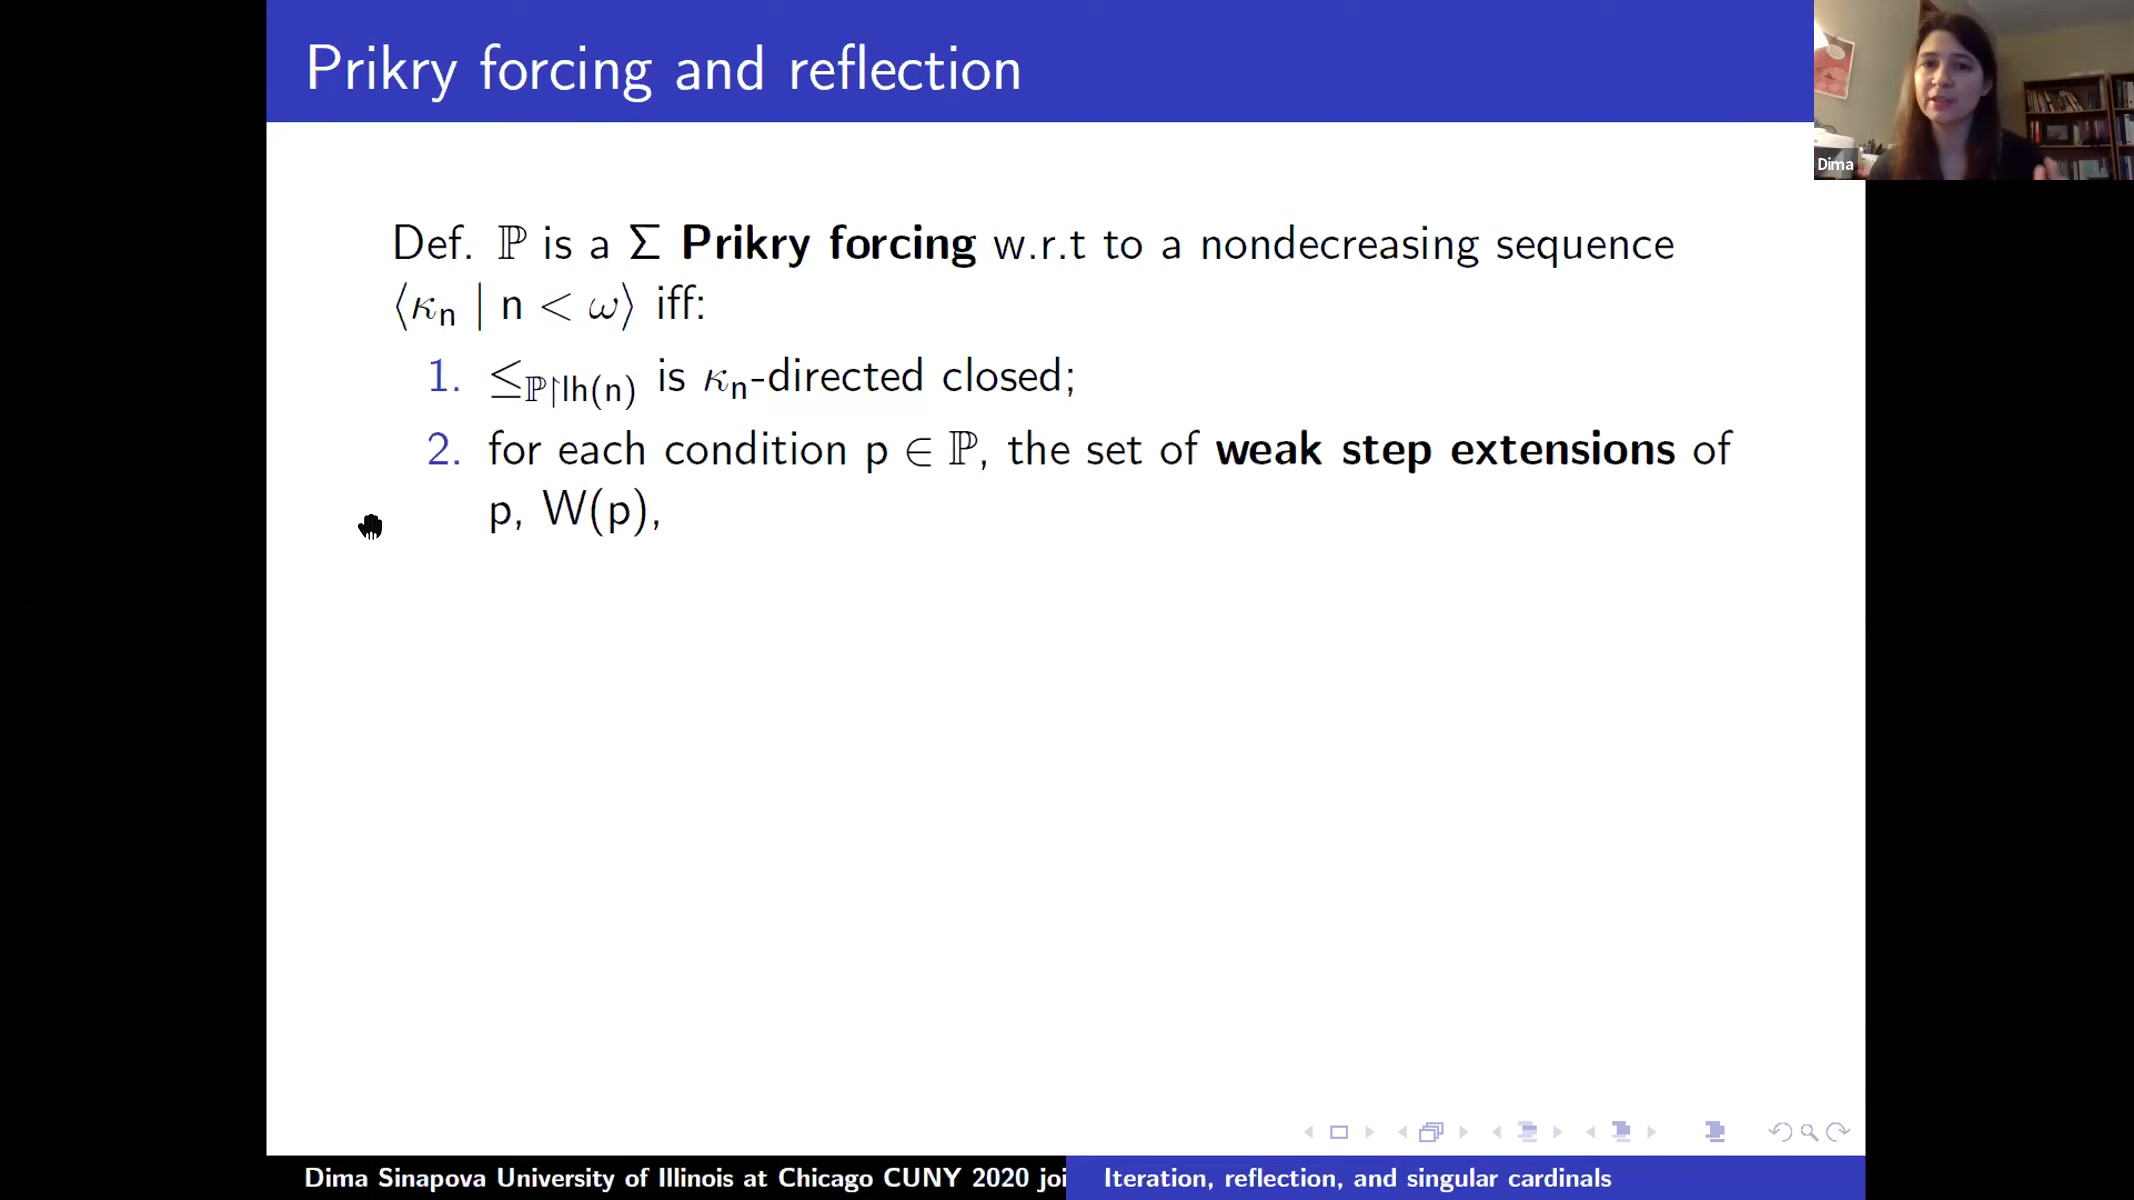 Prikry forcing and reflection
Dima
Def. ℙ is a Σ Prikry forcing w.r.t to a nondecreasing sequence
⟨κₙ | n < ω⟩ iff:
1. ≤_{ℙ↾lh(n)} is κₙ-directed closed;
2. for each condition p ∈ ℙ, the set of weak step extensions of
p, W(p),
Dima Sinapova University of Illinois at Chicago CUNY 2020 joi
Iteration, reflection, and singular cardinals